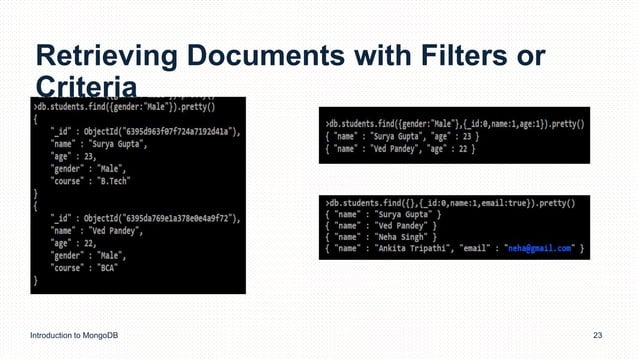 Retrieving Documents with Filters or
Criteria
>db.students.find({gender:"Male"}).pretty()
{
"_id" : ObjectId("6395d963f07f724a7192d41a"),
"name" : "Surya Gupta",
"age" : 23,
"gender" : "Male",
"course" : "B.Tech"
}
{
"_id" : ObjectId("6395da769e1a378e0e4a9f72"),
"name" : "Ved Pandey",
"age" : 22,
"gender" : "Male",
"course" : "BCA"
}
>db.students.find({gender:"Male"},{_id:0,name:1,age:1}).pretty()
{ "name" : "Surya Gupta", "age" : 23 }
{ "name" : "Ved Pandey", "age" : 22 }
>db.students.find({},{_id:0,name:1,email:true}).pretty()
{ "name" : "Surya Gupta" }
{ "name" : "Ved Pandey" }
{ "name" : "Neha Singh" }
{ "name" : "Ankita Tripathi", "email" : "neha@gmail.com" }
Introduction to MongoDB
23